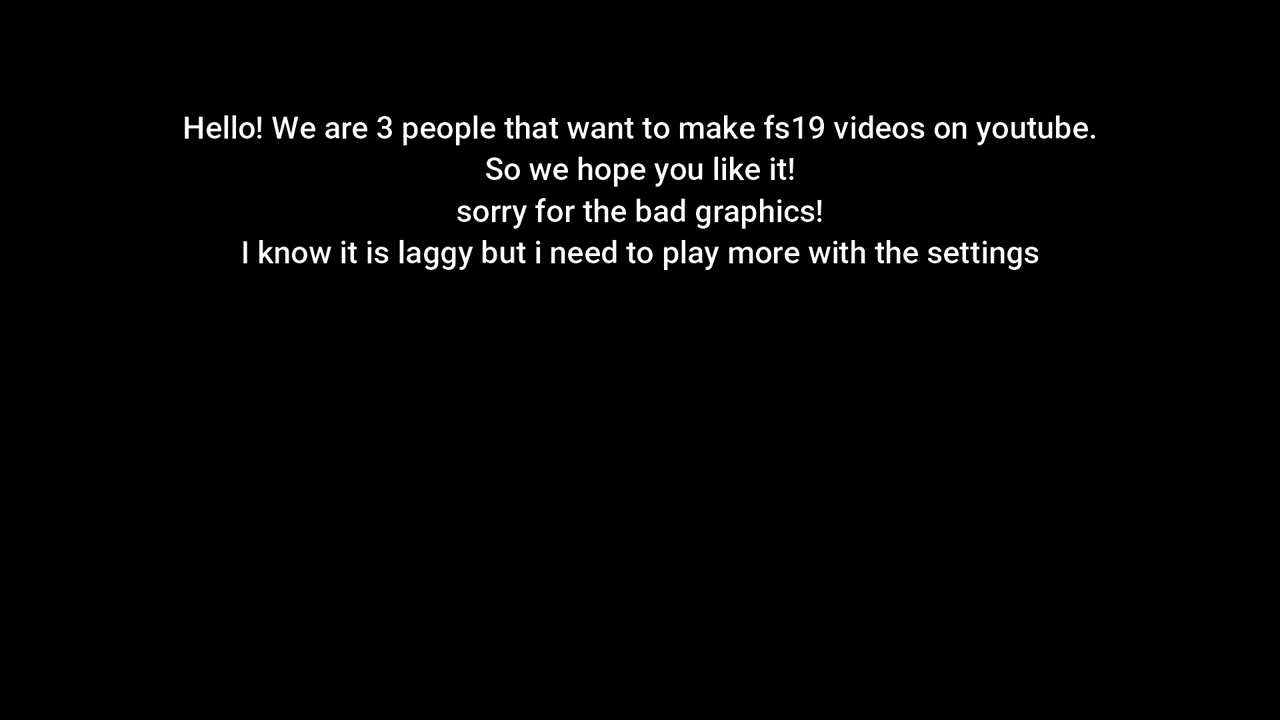 Hello! We are 3 people that want to make fs19 videos on youtube.
So we hope you like it!
sorry for the bad graphics!
I know it is laggy but i need to play more with the settings